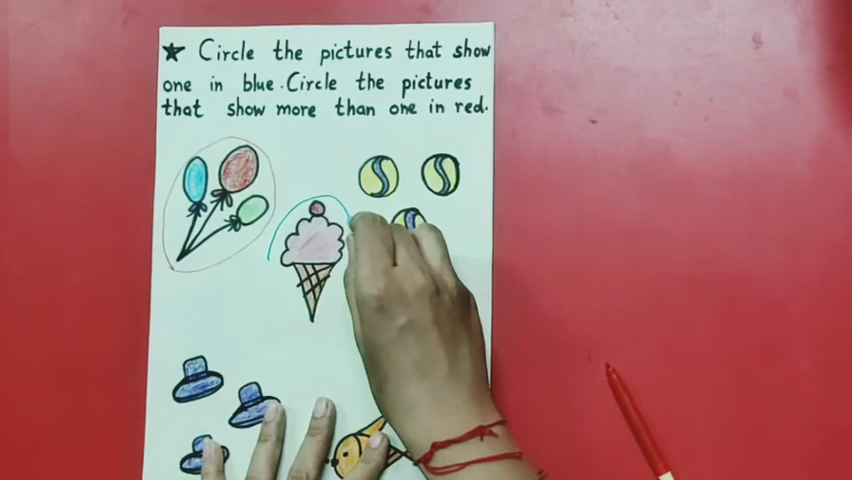 ★ Circle the pictures that show
one in blue. Circle the pictures
that show more than one in red.